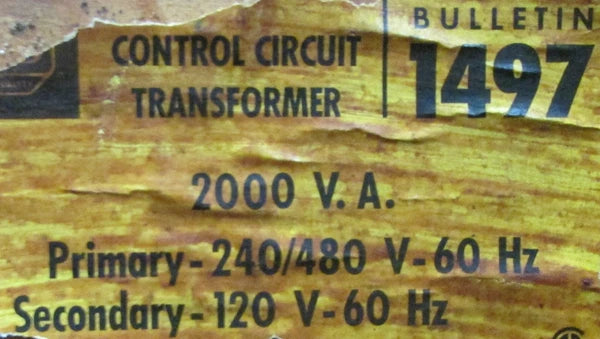 BULLETIN
1497
CONTROL CIRCUIT
TRANSFORMER
2000 V.A.
Primary-240/480 V-60 Hz
Secondary-120 V-60 Hz